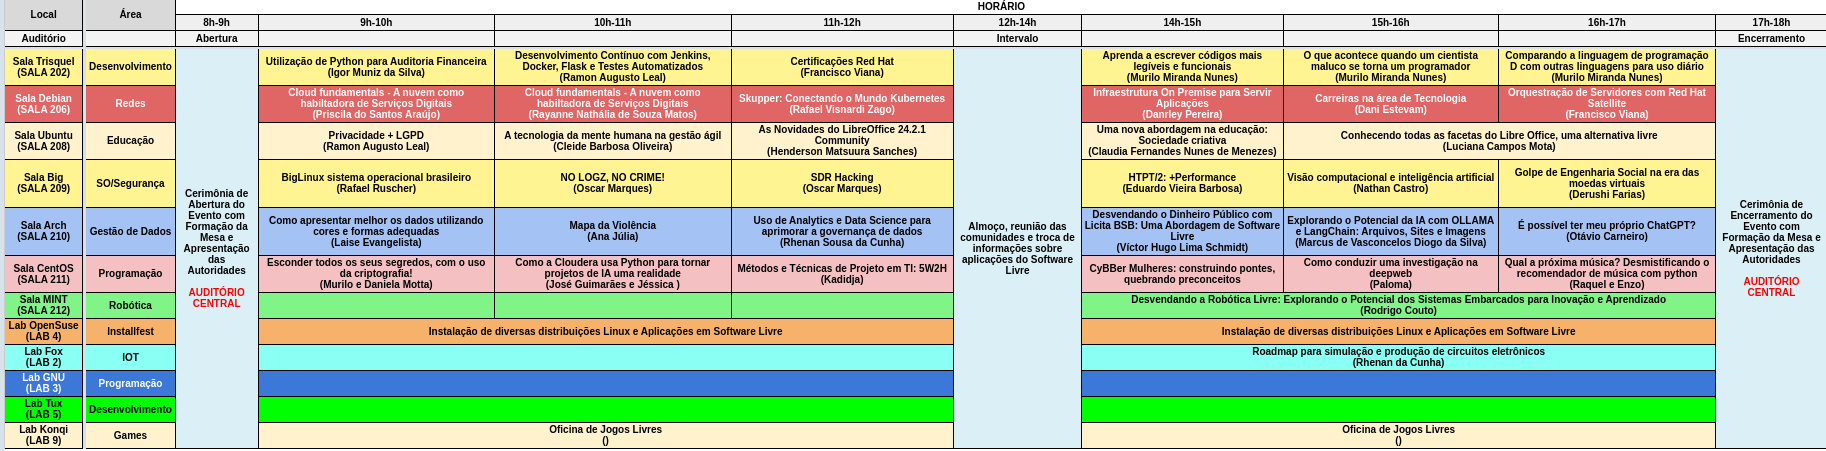 Local
Área
HORÁRIO
8h-9h
9h-10h
10h-11h
11h-12h
12h-14h
14h-15h
15h-16h
16h-17h
17h-18h
Auditório
Abertura
Intervalo
Encerramento
Cerimônia de
Abertura do
Evento com
Formação da
Mesa e
Apresentação
das
Autoridades
AUDITÓRIO
CENTRAL
Sala Trisquel
(SALA 202)
Desenvolvimento
Utilização de Python para Auditoria Financeira
(Igor Muniz da Silva)
Desenvolvimento Contínuo com Jenkins,
Docker, Flask e Testes Automatizados
(Ramon Augusto Leal)
Certificações Red Hat
(Francisco Viana)
Almoço, reunião das
comunidades e troca de
informações sobre
aplicações do Software
Livre
Aprenda a escrever códigos mais
legíveis e funcionais
(Murilo Miranda Nunes)
O que acontece quando um cientista
maluco se torna um programador
(Murilo Miranda Nunes)
Comparando a linguagem de programação
D com outras linguagens para uso diário
(Murilo Miranda Nunes)
Cerimônia de
Encerramento do
Evento com
Formação da Mesa e
Apresentação das
Autoridades
AUDITÓRIO
CENTRAL
Sala Debian
(SALA 206)
Redes
Cloud fundamentals - A nuvem como
habilitadora de Serviços Digitais
(Priscila do Santos Araújo)
Cloud fundamentals - A nuvem como
habilitadora de Serviços Digitais
(Rayanne Nathália de Souza Matos)
Skupper: Conectando o Mundo Kubernetes
(Rafael Visnardi Zago)
Infraestrutura On Premise para Servir
Aplicações
(Danrley Pereira)
Carreiras na área de Tecnologia
(Dani Estevam)
Orquestração de Servidores com Red Hat
Satellite
(Francisco Viana)
Sala Ubuntu
(SALA 208)
Educação
Privacidade + LGPD
(Ramon Augusto Leal)
A tecnologia da mente humana na gestão ágil
(Cleide Barbosa Oliveira)
As Novidades do LibreOffice 24.2.1
Community
(Henderson Matsuura Sanches)
Uma nova abordagem na educação:
Sociedade criativa
(Claudia Fernandes Nunes de Menezes)
Conhecendo todas as facetas do Libre Office, uma alternativa livre
(Luciana Campos Mota)
Sala Big
(SALA 209)
SO/Segurança
BigLinux sistema operacional brasileiro
(Rafael Ruscher)
NO LOGZ, NO CRIME!
(Oscar Marques)
SDR Hacking
(Oscar Marques)
HTPT/2: +Performance
(Eduardo Vieira Barbosa)
Visão computacional e inteligência artificial
(Nathan Castro)
Golpe de Engenharia Social na era das
moedas virtuais
(Derushi Farias)
Sala Arch
(SALA 210)
Gestão de Dados
Como apresentar melhor os dados utilizando
cores e formas adequadas
(Laise Evangelista)
Mapa da Violência
(Ana Júlia)
Uso de Analytics e Data Science para
aprimorar a governança de dados
(Rhenan Sousa da Cunha)
Desvendando o Dinheiro Público com
Licita BSB: Uma Abordagem de Software
Livre
(Víctor Hugo Lima Schmidt)
Explorando o Potencial da IA com OLLAMA
e LangChain: Arquivos, Sites e Imagens
(Marcus de Vasconcelos Diogo da Silva)
É possível ter meu próprio ChatGPT?
(Otávio Carneiro)
Sala CentOS
(SALA 211)
Programação
Esconder todos os seus segredos, com o uso
da criptografia!
(Murilo e Daniela Motta)
Como a Cloudera usa Python para tornar
projetos de IA uma realidade
(José Guimarães e Jéssica )
Métodos e Técnicas de Projeto em TI: 5W2H
(Kadidja)
CyBBer Mulheres: construindo pontes,
quebrando preconceitos
Como conduzir uma investigação na
deepweb
(Paloma)
Qual a próxima música? Desmistificando o
recomendador de música com python
(Raquel e Enzo)
Sala MINT
(SALA 212)
Robótica
Desvendando a Robótica Livre: Explorando o Potencial dos Sistemas Embarcados para Inovação e Aprendizado
(Rodrigo Couto)
Lab OpenSuse
(LAB 4)
Installfest
Instalação de diversas distribuições Linux e Aplicações em Software Livre
Instalação de diversas distribuições Linux e Aplicações em Software Livre
Lab Fox
(LAB 2)
IOT
Roadmap para simulação e produção de circuitos eletrônicos
(Rhenan da Cunha)
Lab GNU
(LAB 3)
Programação
Lab Tux
(LAB 5)
Desenvolvimento
Lab Konqi
(LAB 9)
Games
Oficina de Jogos Livres
()
Oficina de Jogos Livres
()